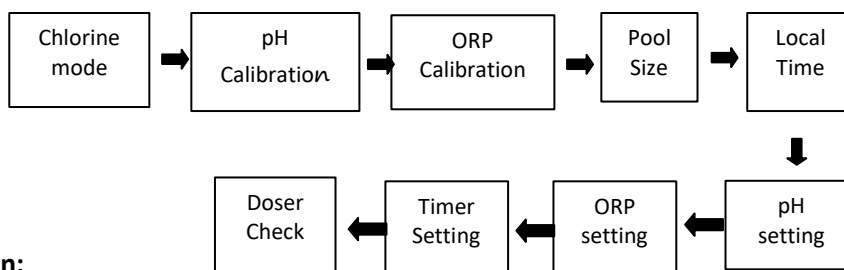 Chlorine
mode
pH
Calibration
ORP
Calibration
Pool
Size
Local
Time
Doser
Check
Timer
Setting
ORP
setting
pH
setting
n: